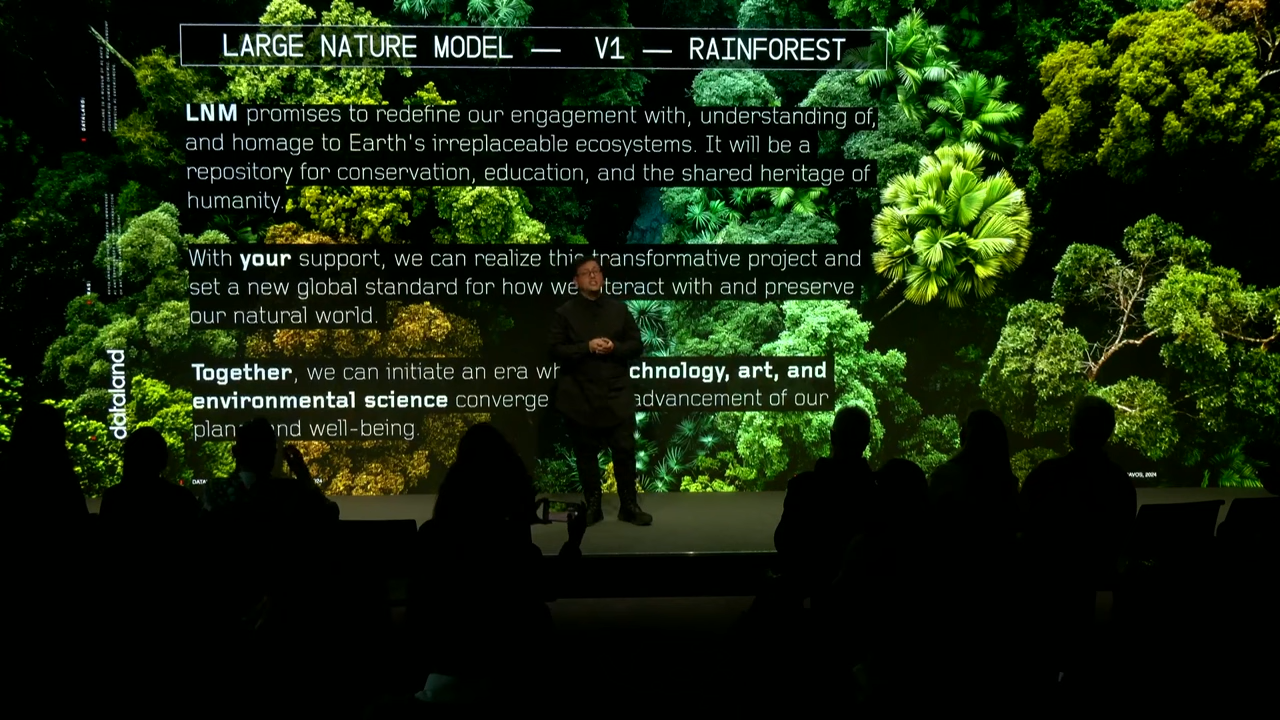 LARGE NATURE MODEL — V1 — RAINFOREST
LNM promises to redefine our engagement with, understanding of,
and homage to Earth's irreplaceable ecosystems. It will be a
repository for conservation, education, and the shared heritage of
humanity.
With your support, we can realize this transformative project and
set a new global standard for how we interact with and preserve
our natural world.
Together, we can initiate an era wh chnology, art, and
environmental science converge advancement of our
plan and well-being.
dataland
DATALAND